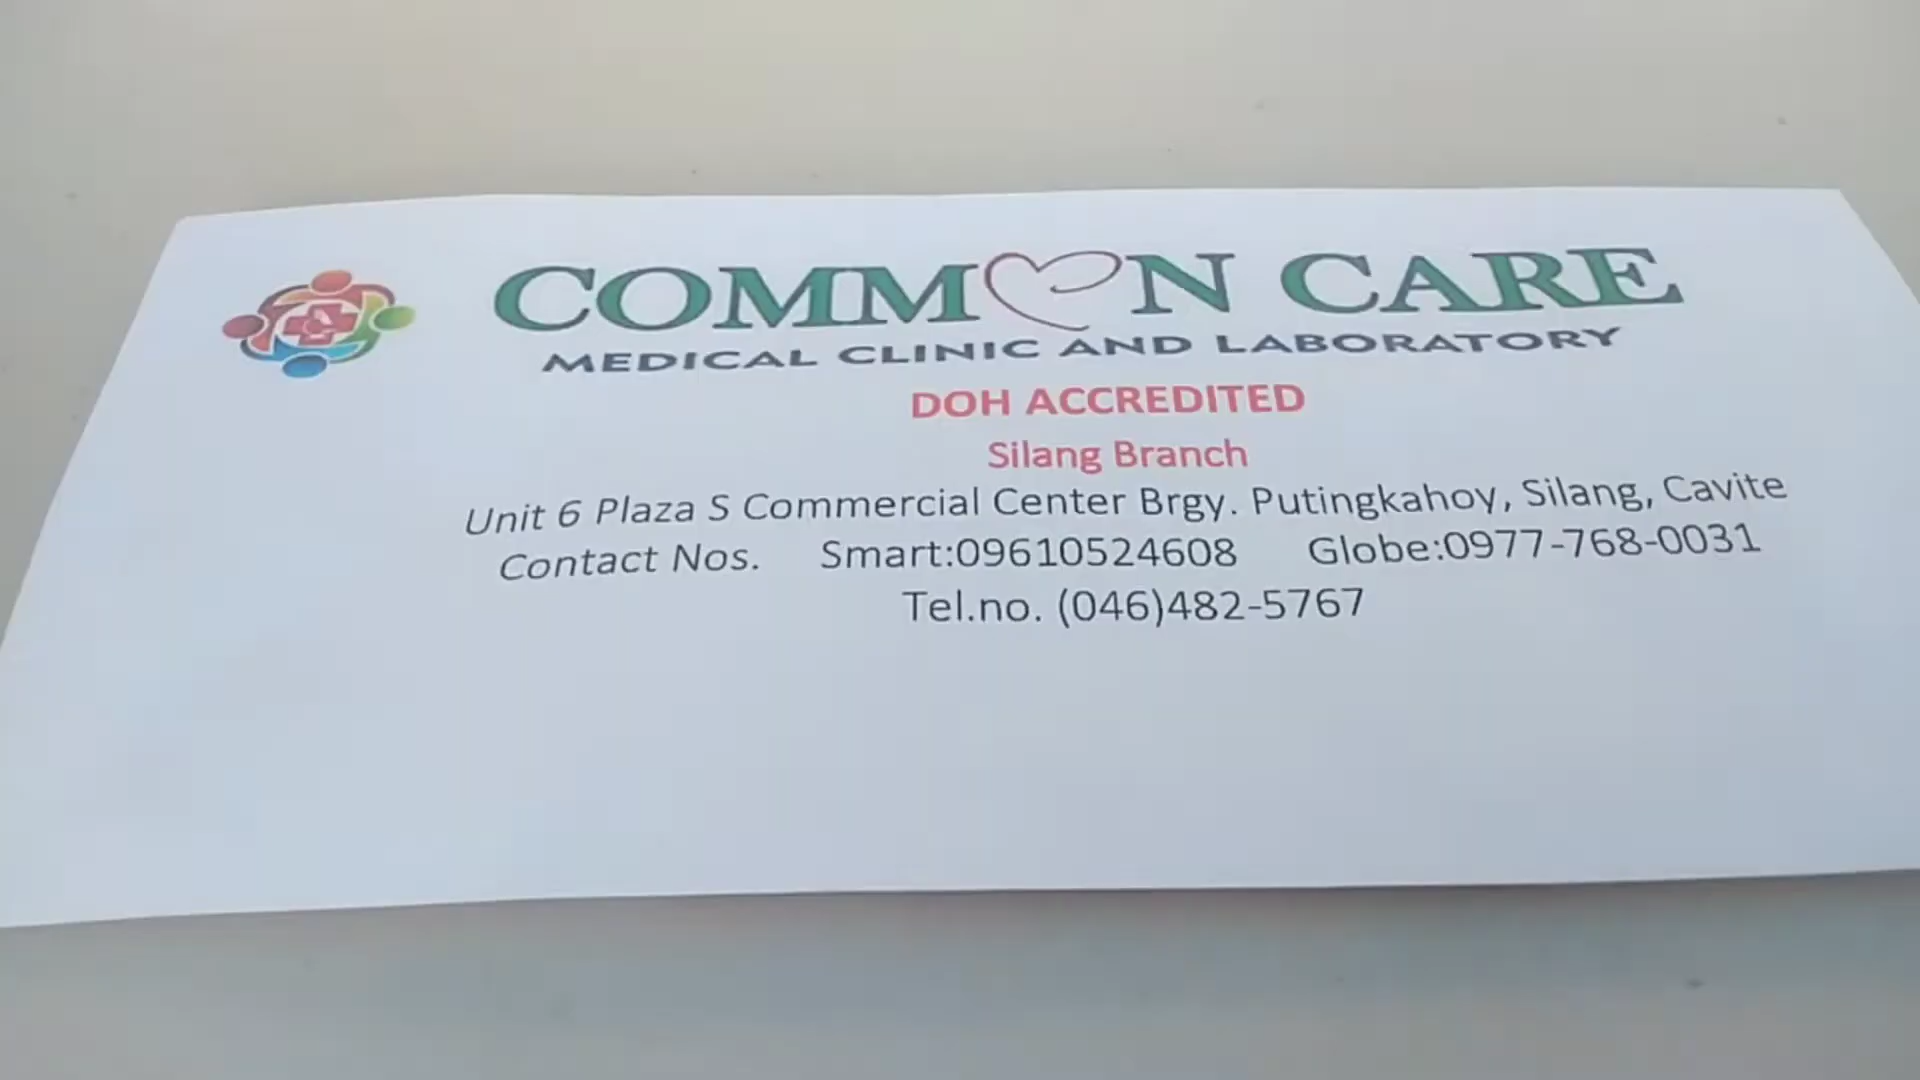 COMMON CARE
MEDICAL CLINIC AND LABORATORY
DOH ACCREDITED
Silang Branch
Unit 6 Plaza S Commercial Center Brgy. Putingkahoy, Silang, Cavite
Contact Nos. Smart:09610524608 Globe:0977-768-0031
Tel.no. (046)482-5767